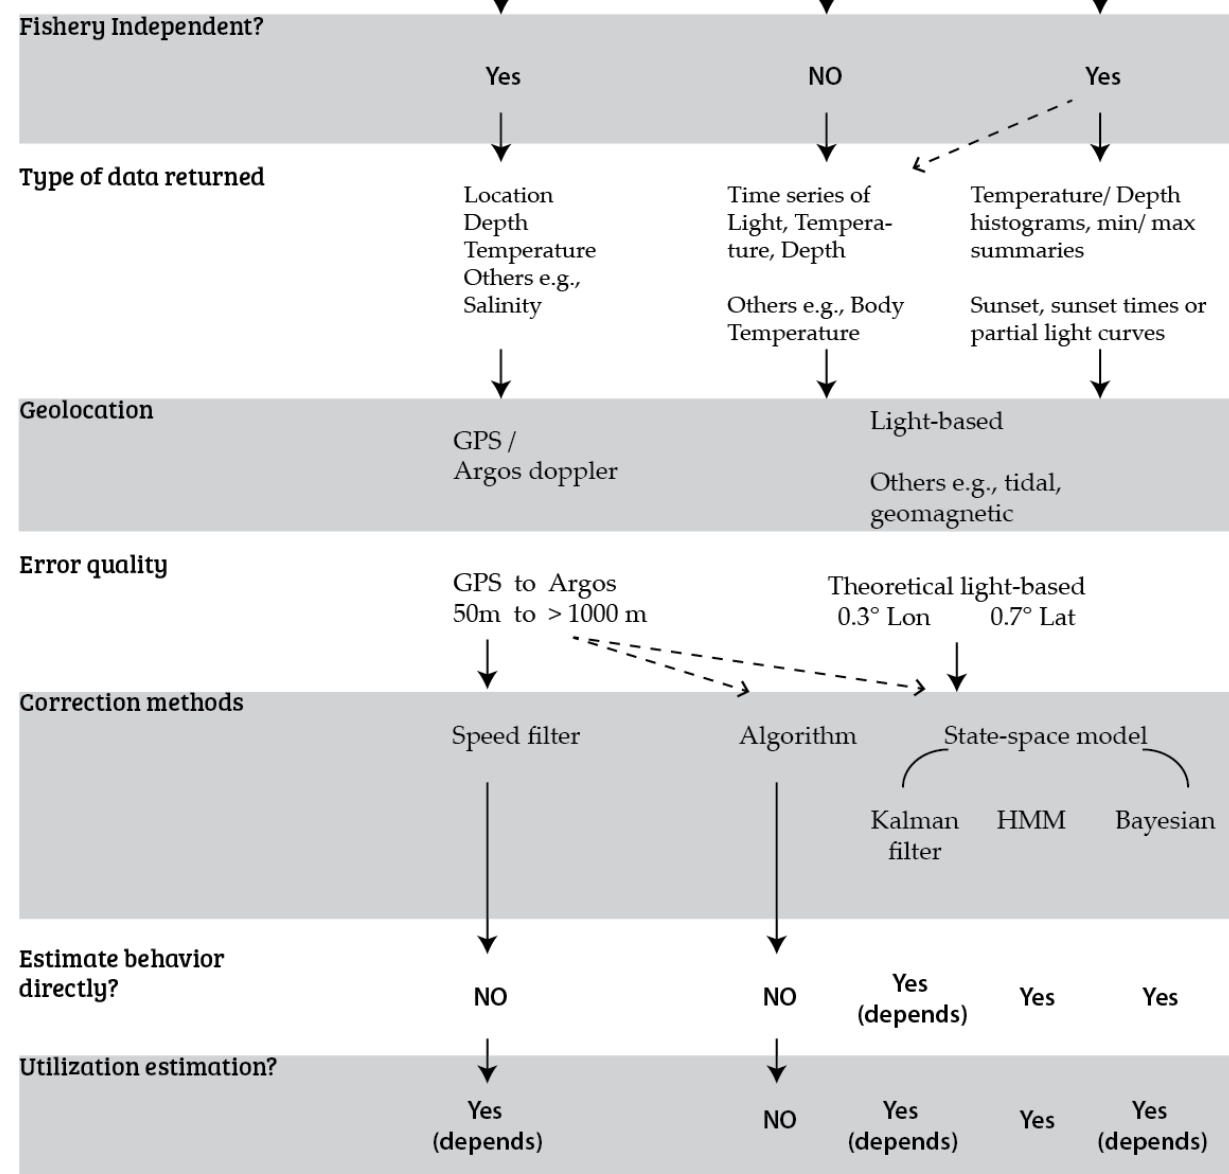 Fishery Independent?
Yes
NO
Yes
Type of data returned
Location
Depth
Temperature
Others e.g.,
Salinity
Time series of
Light, Tempera-
ture, Depth
Others e.g., Body
Temperature
Temperature/ Depth
histograms, min/ max
summaries
Sunset, sunset times or
partial light curves
Geolocation
GPS /
Argos doppler
Light-based
Others e.g., tidal,
geomagnetic
Error quality
GPS to Argos
50m to > 1000 m
Theoretical light-based
0.3° Lon 0.7° Lat
Correction methods
Speed filter
Algorithm
State-space model
Kalman
filter
HMM
Bayesian
Estimate behavior
directly?
NO
NO
Yes
(depends)
Yes
Yes
Utilization estimation?
Yes
(depends)
NO
Yes
(depends)
Yes
Yes
(depends)